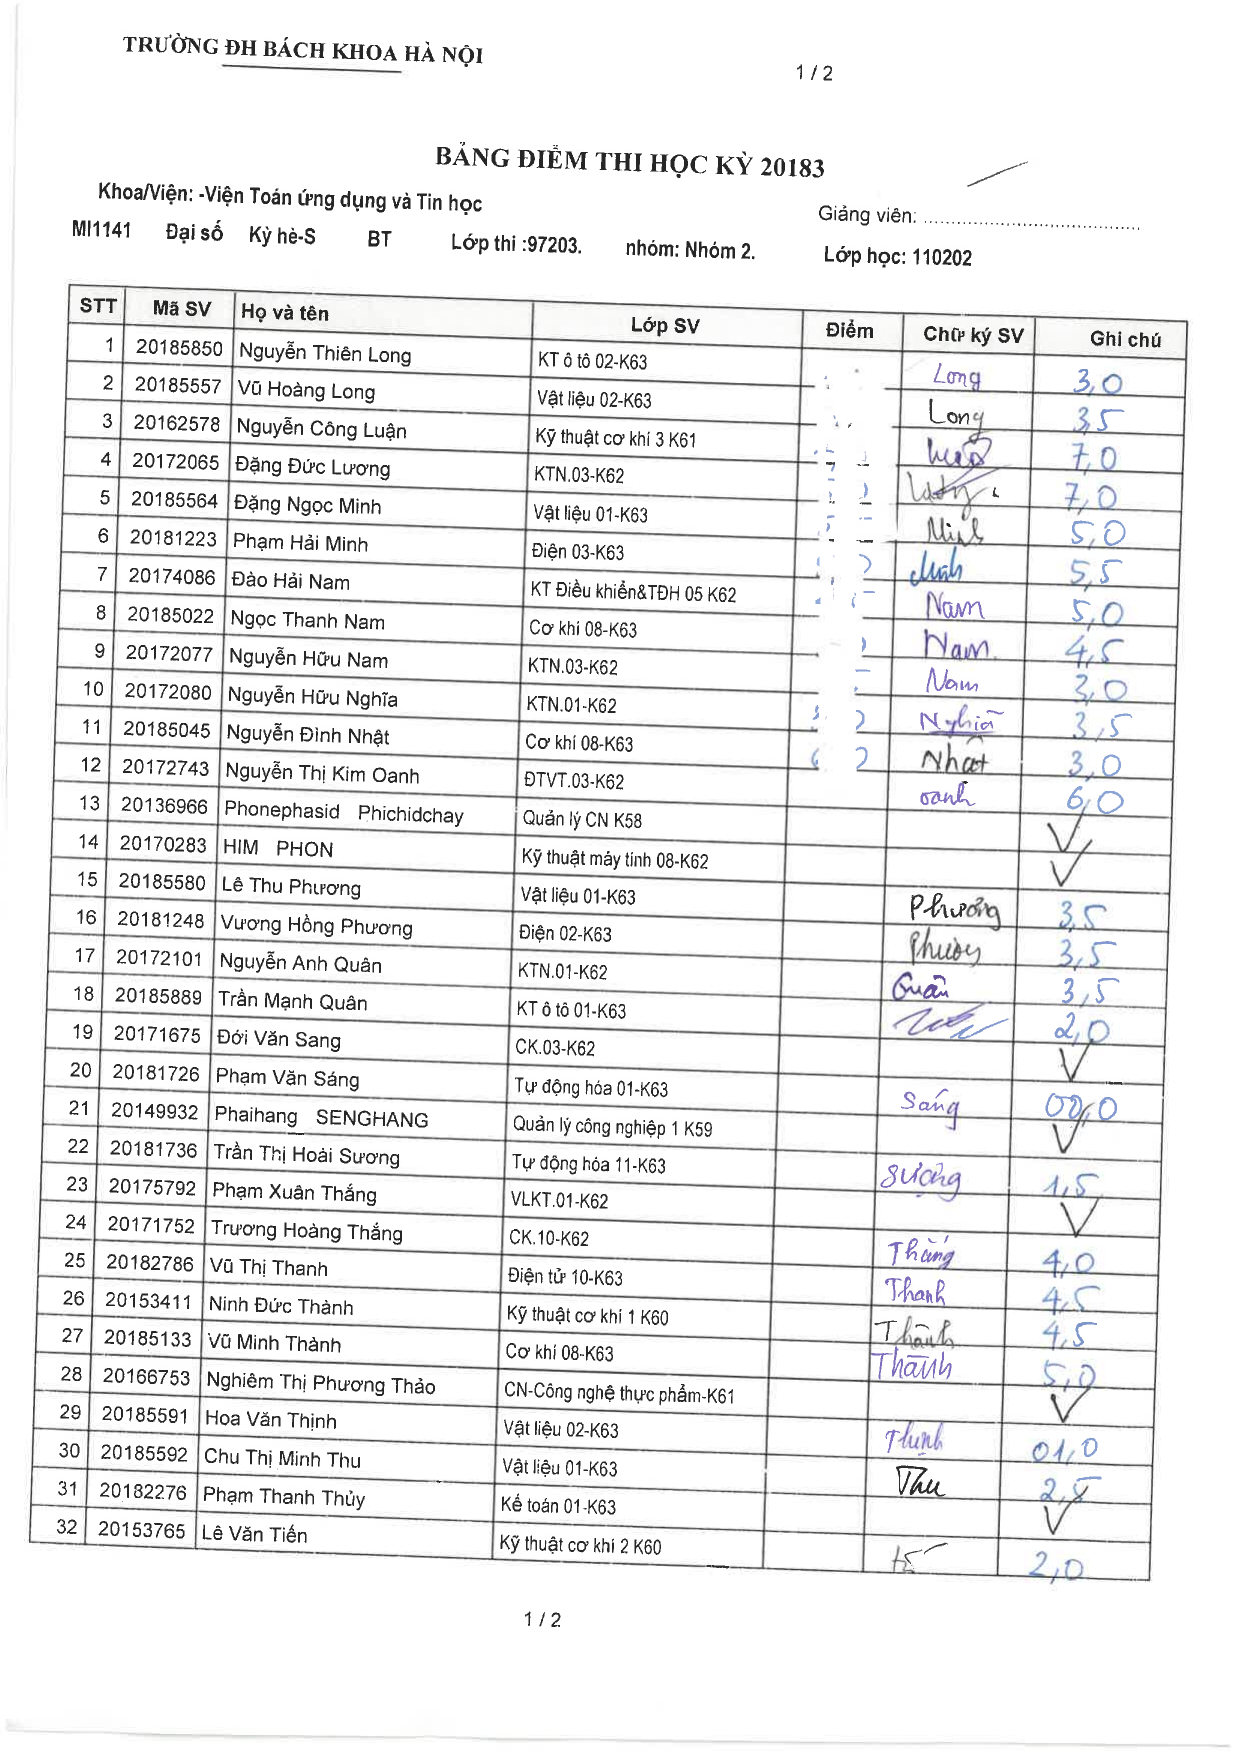 TRƯỜNG ĐH BÁCH KHOA HÀ NỘI
1 / 2
BẢNG ĐIỂM THI HỌC KỲ 20183
Khoa/Viện: -Viện Toán ứng dụng và Tin học
Giảng viên: ........................................
MI1141 Đại số Kỳ hè-S BT Lớp thi :97203. nhóm: Nhóm 2. Lớp học: 110202
STT Mã SV Họ và tên Lớp SV Điểm Chữ ký SV Ghi chú
1 20185850 Nguyễn Thiên Long KT ô tô 02-K63 Long 3,0
2 20185557 Vũ Hoàng Long Vật liệu 02-K63 Long 3,5
3 20162578 Nguyễn Công Luận Kỹ thuật cơ khí 3 K61 7,0
4 20172065 Đặng Đức Lương KTN.03-K62 7,0
5 20185564 Đặng Ngọc Minh Vật liệu 01-K63 Minh 5,0
6 20181223 Phạm Hải Minh Điện 03-K63 Minh 5,5
7 20174086 Đào Hải Nam KT Điều khiển&TĐH 05 K62 Nam 5,0
8 20185022 Ngọc Thanh Nam Cơ khí 08-K63 Nam. 4,5
9 20172077 Nguyễn Hữu Nam KTN.03-K62 Nam 3,0
10 20172080 Nguyễn Hữu Nghĩa KTN.01-K62 Nghĩa 3,5
11 20185045 Nguyễn Đình Nhật Cơ khí 08-K63 Nhật 3,0
12 20172743 Nguyễn Thị Kim Oanh ĐTVT.03-K62 oanh 6,0
13 20136966 Phonephasid Phichidchay Quản lý CN K58
14 20170283 HIM PHON Kỹ thuật máy tính 08-K62
15 20185580 Lê Thu Phương Vật liệu 01-K63 Phương 3,5
16 20181248 Vương Hồng Phương Điện 02-K63 Phương 3,5
17 20172101 Nguyễn Anh Quân KTN.01-K62 Quân 3,5
18 20185889 Trần Mạnh Quân KT ô tô 01-K63 2,0
19 20171675 Đới Văn Sang CK.03-K62
20 20181726 Phạm Văn Sáng Tự động hóa 01-K63 Sáng 00,0
21 20149932 Phaihang SENGHANG Quản lý công nghiệp 1 K59
22 20181736 Trần Thị Hoài Sương Tự động hóa 11-K63 Sương 1,5
23 20175792 Phạm Xuân Thắng VLKT.01-K62
24 20171752 Trương Hoàng Thắng CK.10-K62 Thắng 4,0
25 20182786 Vũ Thị Thanh Điện tử 10-K63 Thanh 4,5
26 20153411 Ninh Đức Thành Kỹ thuật cơ khí 1 K60 Thành 4,5
27 20185133 Vũ Minh Thành Cơ khí 08-K63 Thành 5,0
28 20166753 Nghiêm Thị Phương Thảo CN-Công nghệ thực phẩm-K61
29 20185591 Hoa Văn Thịnh Vật liệu 02-K63 Thịnh 01,0
30 20185592 Chu Thị Minh Thu Vật liệu 01-K63 Thu 2,5
31 20182276 Phạm Thanh Thủy Kế toán 01-K63
32 20153765 Lê Văn Tiến Kỹ thuật cơ khí 2 K60 2,0
1 / 2